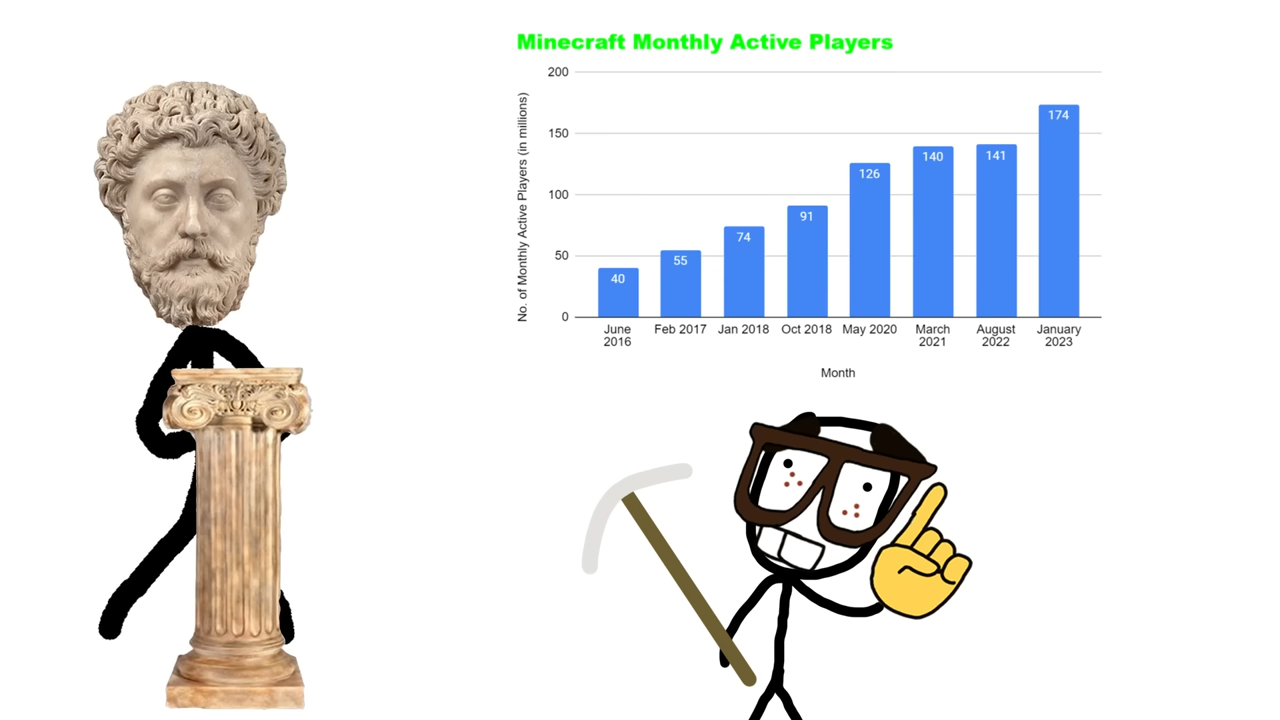 Minecraft Monthly Active Players
No. of Monthly Active Players (in millions)
200
150
100
50
0
40
55
74
91
126
140
141
174
June
2016
Feb 2017
Jan 2018
Oct 2018
May 2020
March
2021
August
2022
January
2023
Month